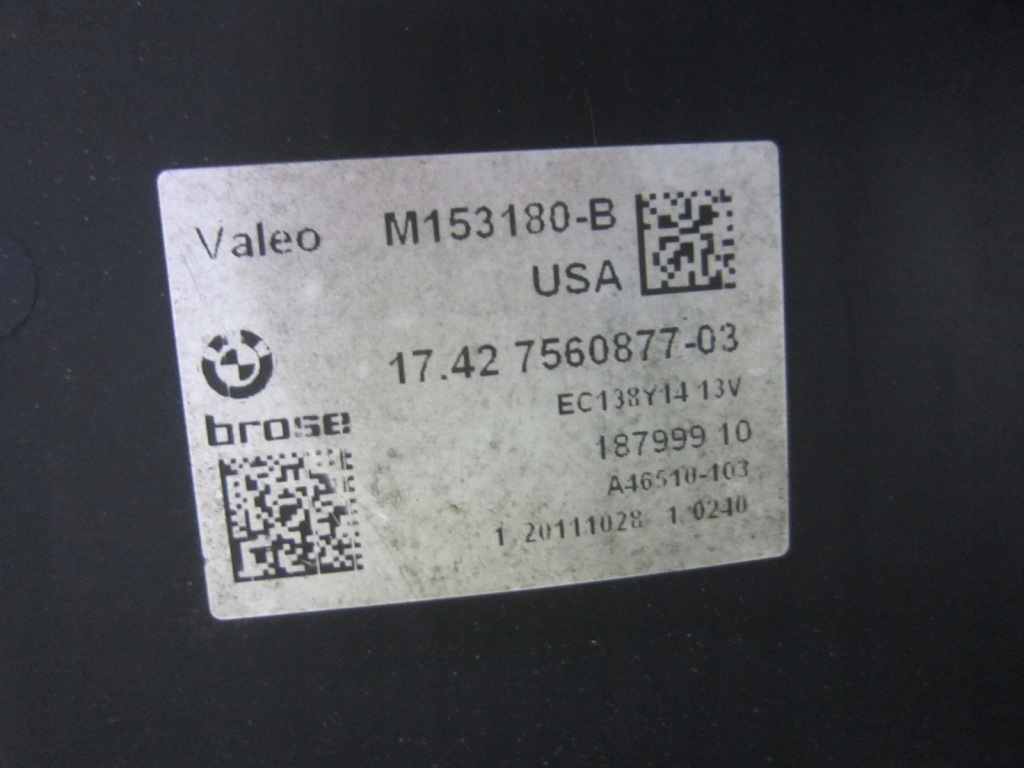 Valeo M153180-B
USA
17.42 7560877-03
EC138Y14 13V
brose
187999 10
A46510-103
1 20111028 1 0240